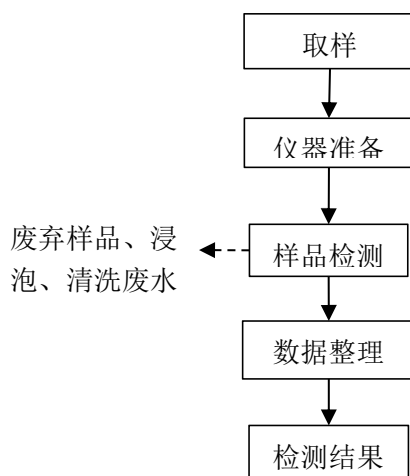 取样
仪器准备
废弃样品、浸
泡、清洗废水
样品检测
数据整理
检测结果